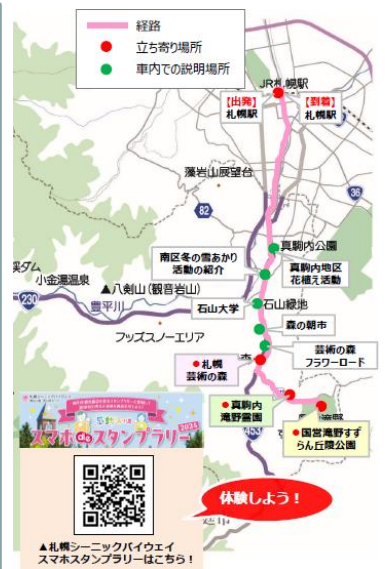 経路
立ち寄り場所
車内での説明場所
JR札幌駅
【出発】
札幌駅
【到着】
札幌駅
藻岩山展望台
36
82
真駒内公園
南区冬の雪あかり
活動の紹介
真駒内地区
花植え活動
小金湯温泉
▲八剣山(観音岩山)
230
豊平川
石山大学
石山緑地
森の朝市
フッズスノーエリア
芸術の森
フラワーロード
●札幌
芸術の森
●真駒内
滝野霊園
●国営滝野すず
らん丘陵公園
453
スマホdeスタンプラリー
2024
体験しよう！
▲札幌シーニックバイウェイ
スマホスタンプラリーはこちら！